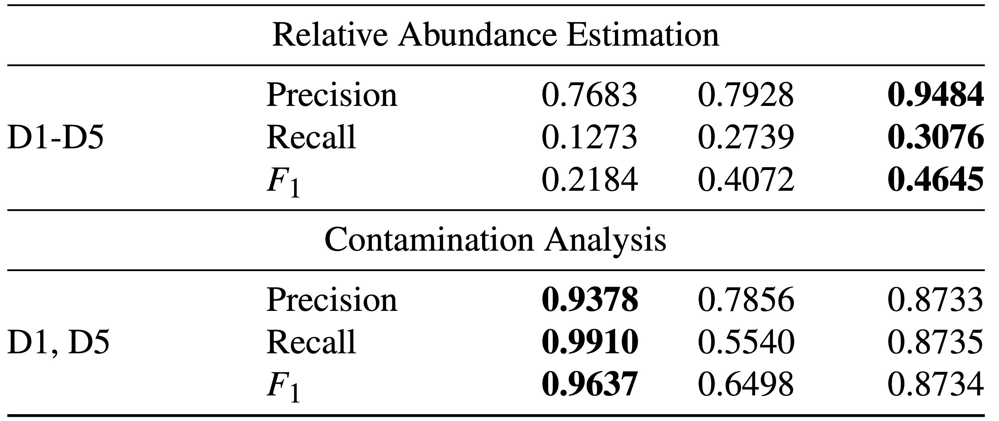 Relative Abundance Estimation
Precision 0.7683 0.7928 0.9484
D1-D5 Recall 0.1273 0.2739 0.3076
F1 0.2184 0.4072 0.4645
Contamination Analysis
Precision 0.9378 0.7856 0.8733
D1, D5 Recall 0.9910 0.5540 0.8735
F1 0.9637 0.6498 0.8734